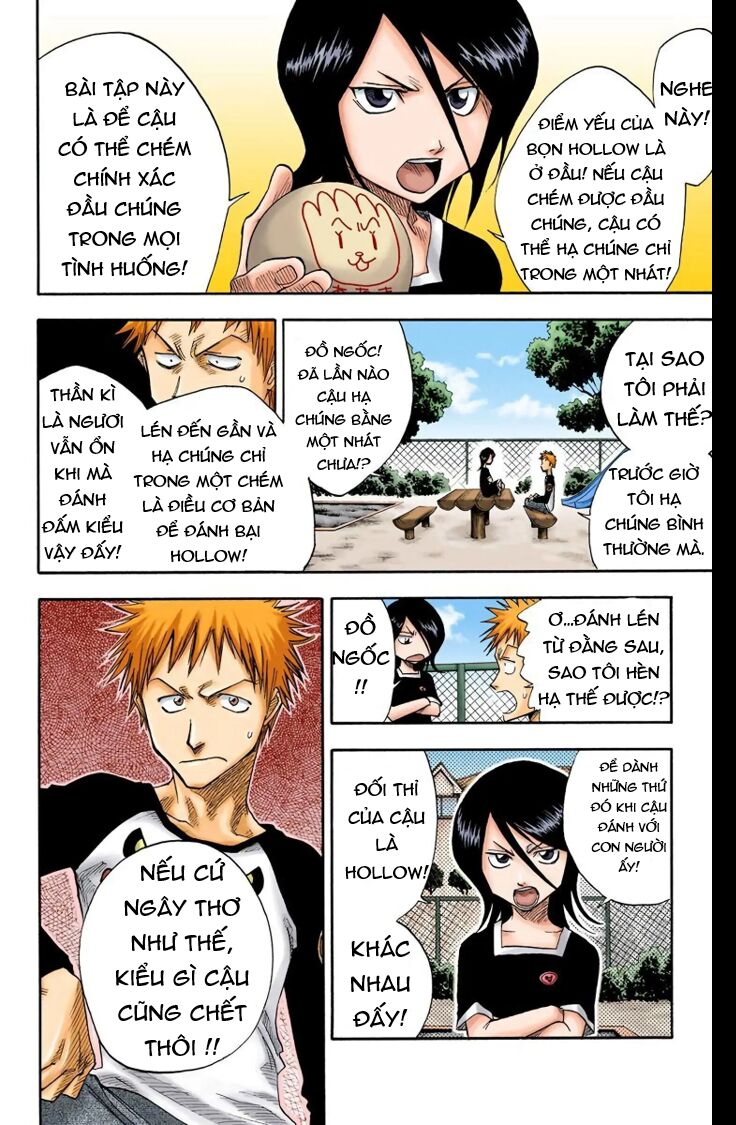 NGHE
NÀY!
ĐIỂM YẾU CỦA
BỌN HOLLOW LÀ
Ở ĐẦU! NẾU CẬU
CHÉM ĐƯỢC ĐẦU
CHÚNG, CẬU CÓ
THỂ HẠ CHÚNG CHỈ
TRONG MỘT NHÁT!
BÀI TẬP NÀY
LÀ ĐỂ CẬU
CÓ THỂ CHÉM
CHÍNH XÁC
ĐẦU CHÚNG
TRONG MỌI
TÌNH HUỐNG!
TẠI SAO
TÔI PHẢI
LÀM THẾ?
TRƯỚC GIỜ
TÔI HẠ
CHÚNG BÌNH
THƯỜNG MÀ.
ĐỒ NGỐC!
ĐÃ LẦN NÀO
CẬU HẠ
CHÚNG BẰNG
MỘT NHÁT
CHƯA!?
LÉN ĐẾN GẦN VÀ
HẠ CHÚNG CHỈ
TRONG MỘT CHÉM
LÀ ĐIỀU CƠ BẢN
ĐỂ ĐÁNH BẠI
HOLLOW!
THẦN KÌ
LÀ NGƯƠI
VẪN ỔN
KHI MÀ
ĐÁNH
ĐẤM KIỂU
VẬY ĐẤY!
Ơ...ĐÁNH LÉN
TỪ ĐẰNG SAU,
SAO TÔI HÈN
HẠ THẾ ĐƯỢC!?
ĐỒ
NGỐC
!!
ĐỂ DÀNH
NHỮNG THỨ
ĐÓ KHI CẬU
ĐÁNH VỚI
CON NGƯỜI
ẤY!
ĐỐI THỈ
CỦA CẬU
LÀ
HOLLOW!
KHÁC
NHAU
ĐẤY!
NẾU CỨ
NGÂY THƠ
NHƯ THẾ,
KIỂU GÌ CẬU
CŨNG CHẾT
THÔI !!